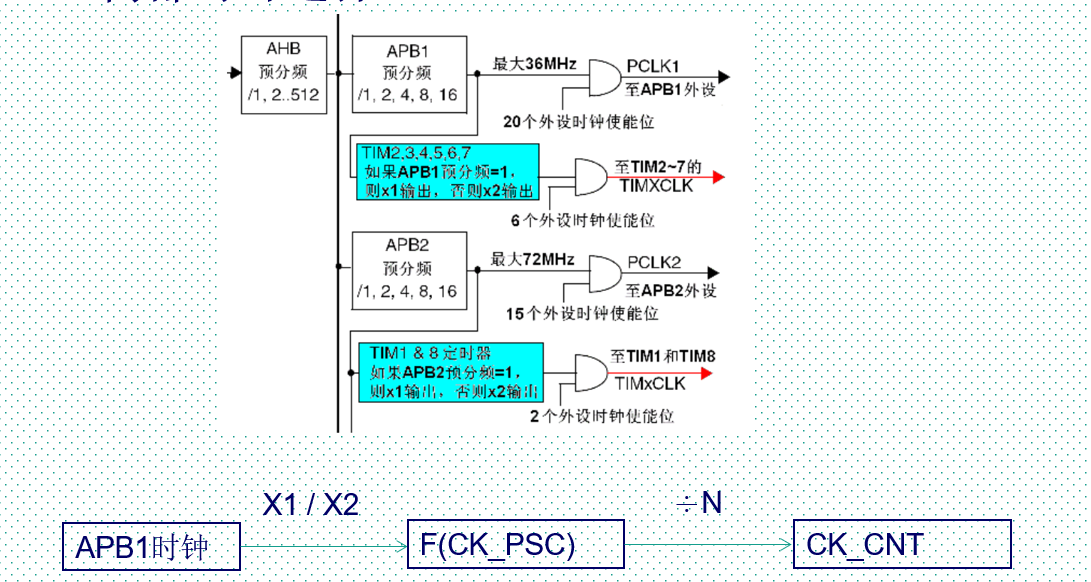 AHB
预分频
/1, 2..512
APB1
预分频
/1, 2, 4, 8, 16
最大36MHz
PCLK1
至APB1外设
20个外设时钟使能位
TIM2,3,4,5,6,7
如果APB1预分频=1,
则x1输出, 否则x2输出
至TIM2~7的
TIMXCLK
6个外设时钟使能位
APB2
预分频
/1, 2, 4, 8, 16
最大72MHz
PCLK2
至APB2外设
15个外设时钟使能位
TIM1 & 8 定时器
如果APB2预分频=1,
则x1输出, 否则x2输出
至TIM1和TIM8
TIMxCLK
2个外设时钟使能位
X1 / X2
÷N
APB1时钟
F(CK_PSC)
CK_CNT